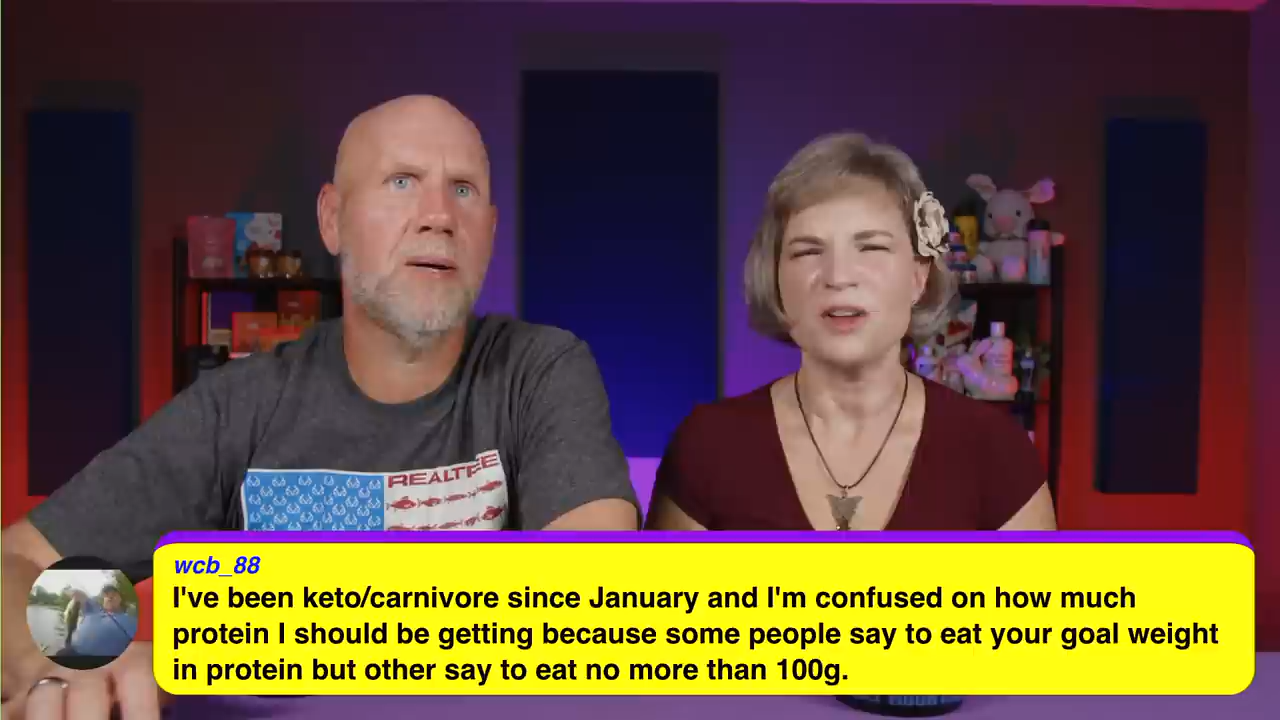 REALTREE
wcb_88
I've been keto/carnivore since January and I'm confused on how much
protein I should be getting because some people say to eat your goal weight
in protein but other say to eat no more than 100g.